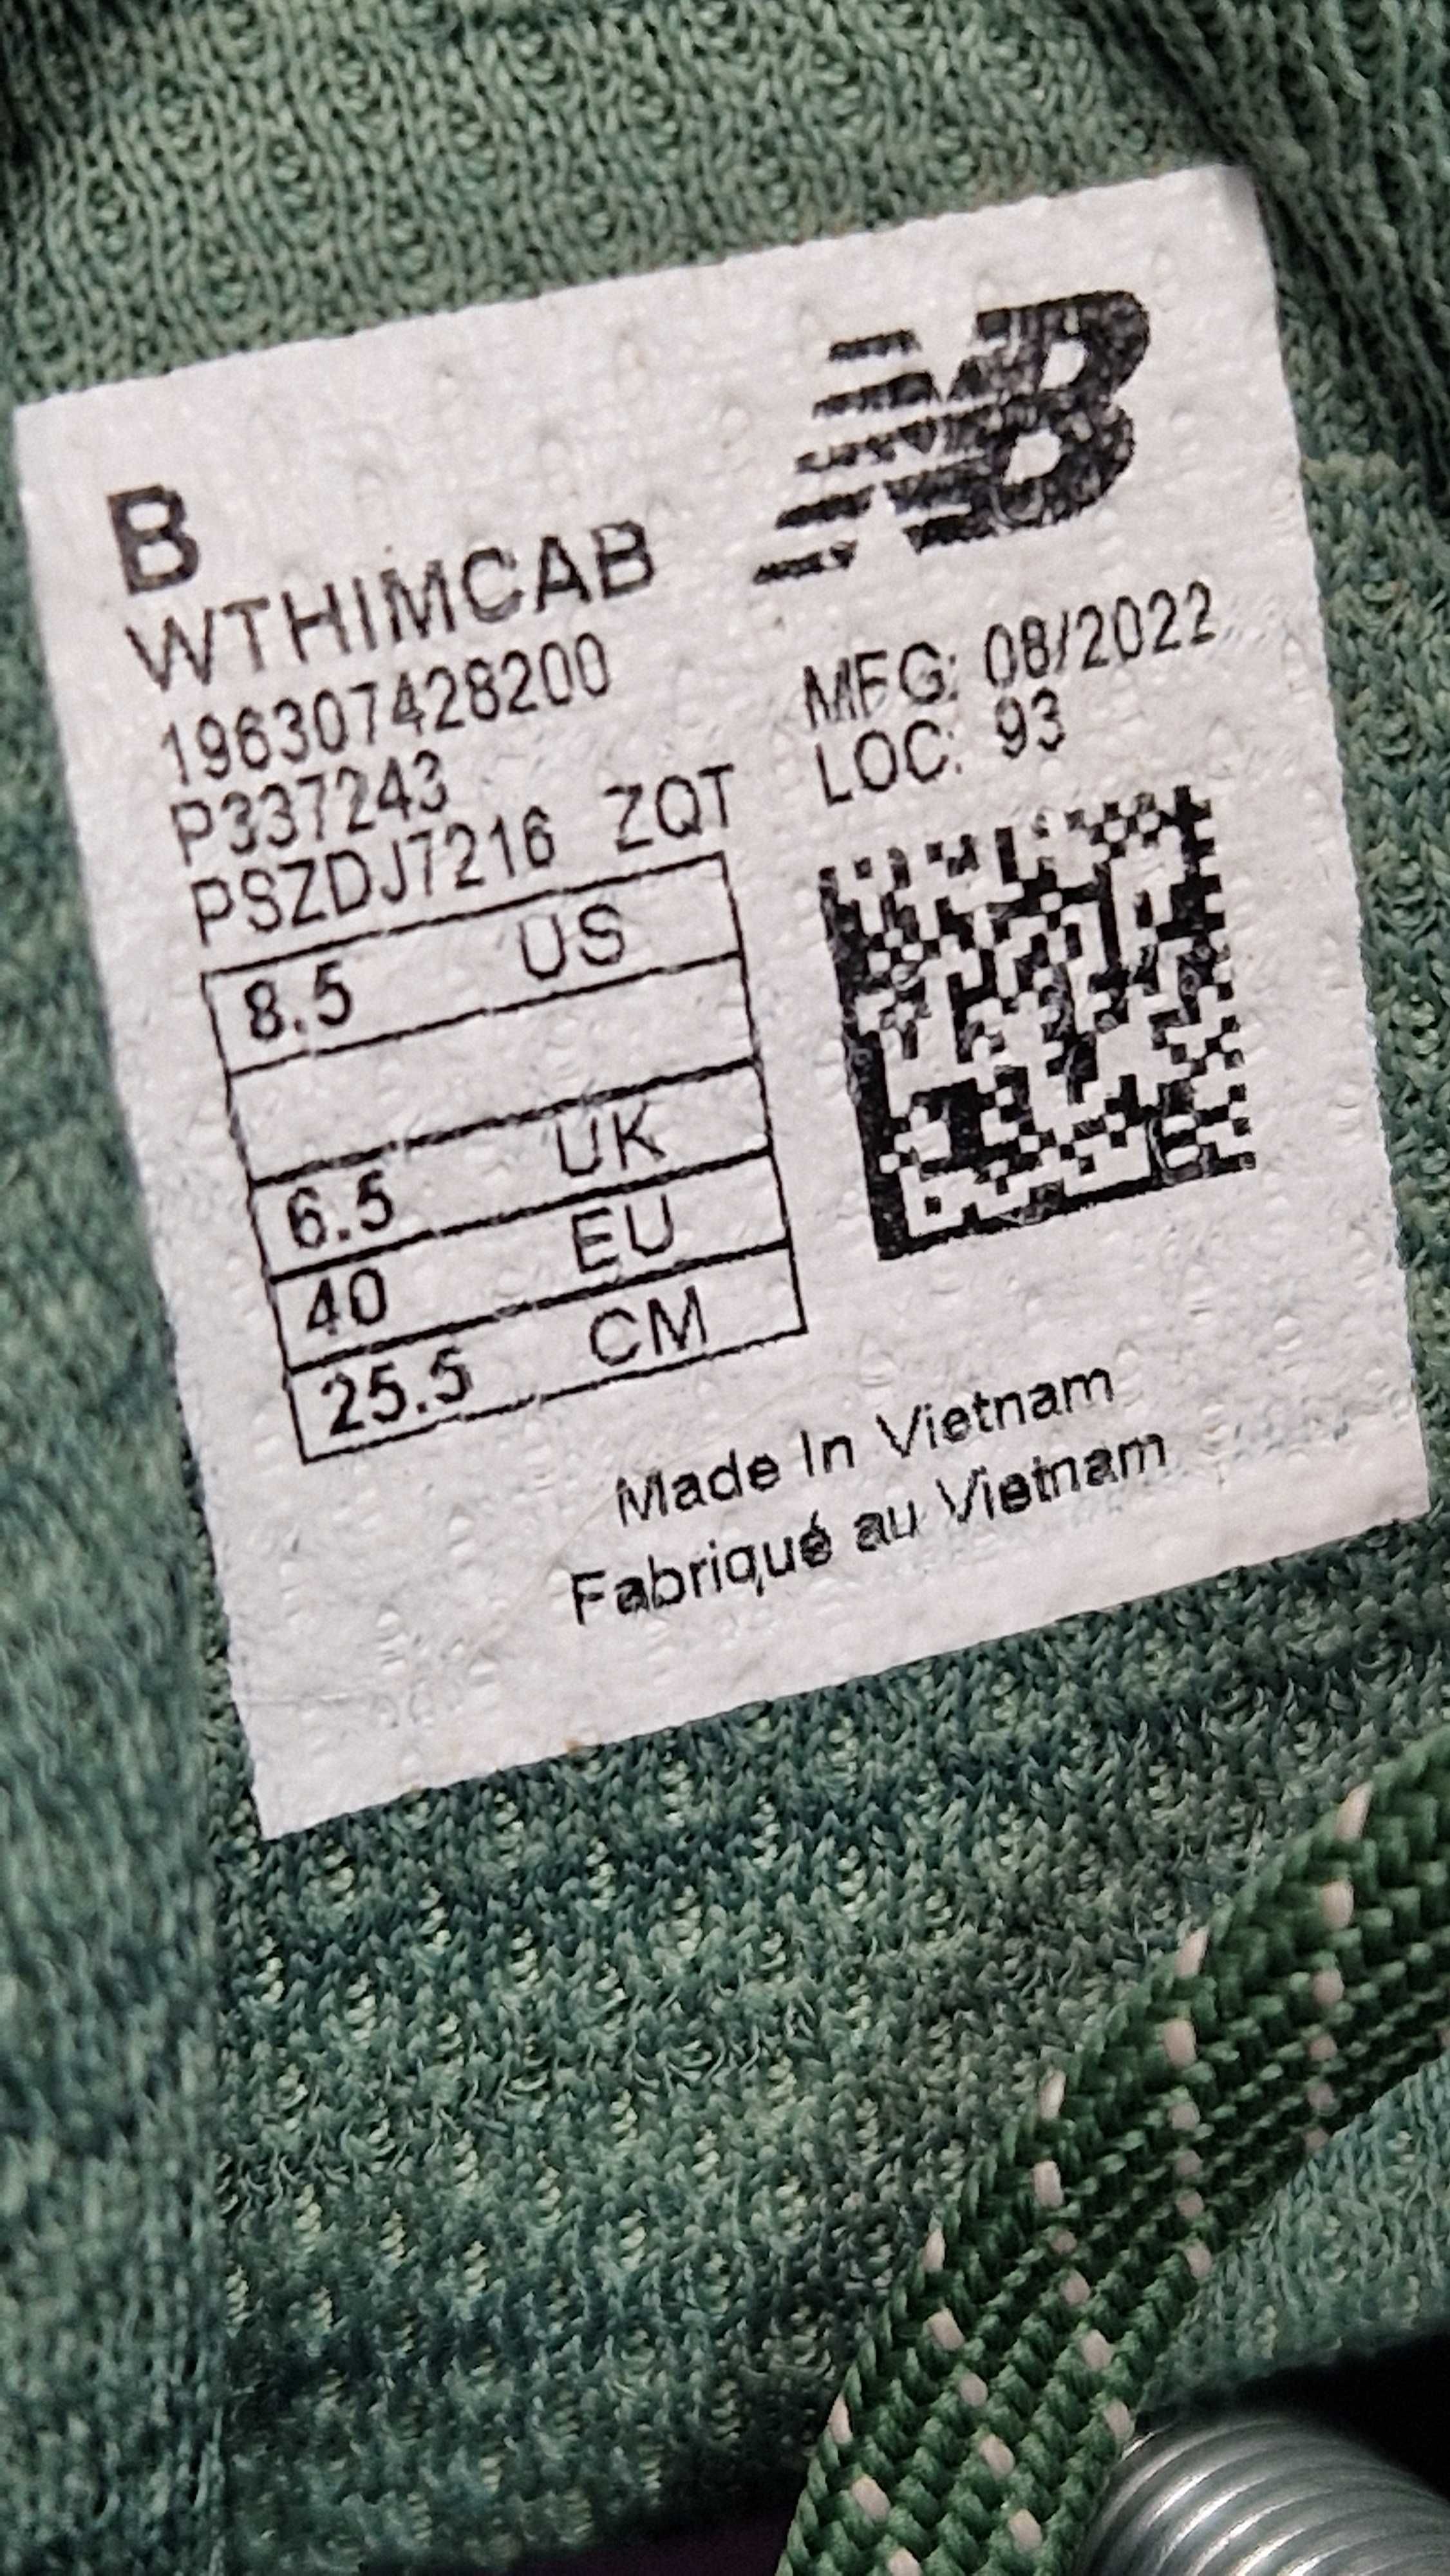 NB
B
WTHIMCAB
196307428200
P337243
PSZDJ7216 ZQT
MFG: 08/2022
LOC: 93
8.5 US
6.5 UK
40 EU
25.5 CM
Made In Vietnam
Fabriqué au Vietnam